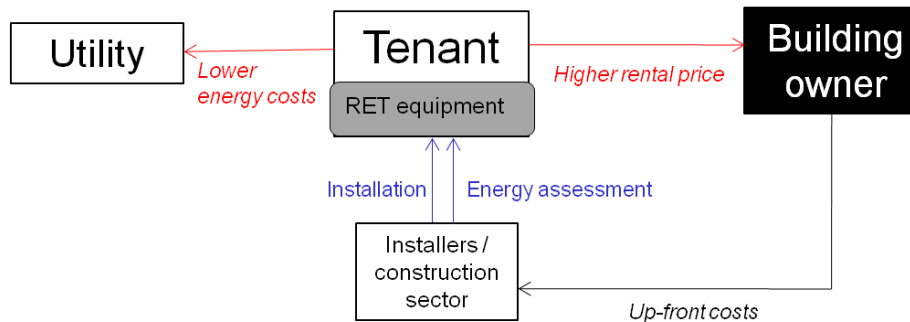 Utility
Tenant
Building
owner
Lower
energy costs
Higher rental price
RET equipment
Installation
Energy assessment
Installers /
construction
sector
Up-front costs